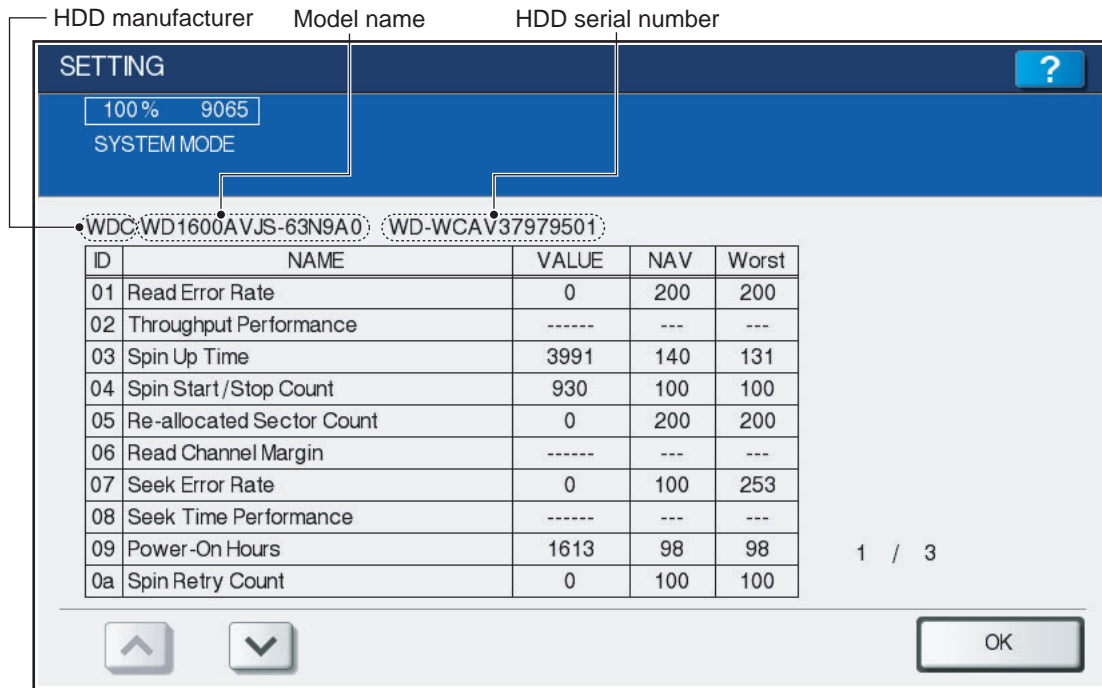 HDD manufacturer Model name HDD serial number
SETTING ?
100% 9065
SYSTEM MODE
WDC WD1600AVJS-63N9A0 WD-WCAV37979501
ID NAME VALUE NAV Worst
01 Read Error Rate 0 200 200
02 Throughput Performance ------ --- ---
03 Spin Up Time 3991 140 131
04 Spin Start/Stop Count 930 100 100
05 Re-allocated Sector Count 0 200 200
06 Read Channel Margin ------ --- ---
07 Seek Error Rate 0 100 253
08 Seek Time Performance ------ --- ---
09 Power-On Hours 1613 98 98 1 / 3
0a Spin Retry Count 0 100 100
OK